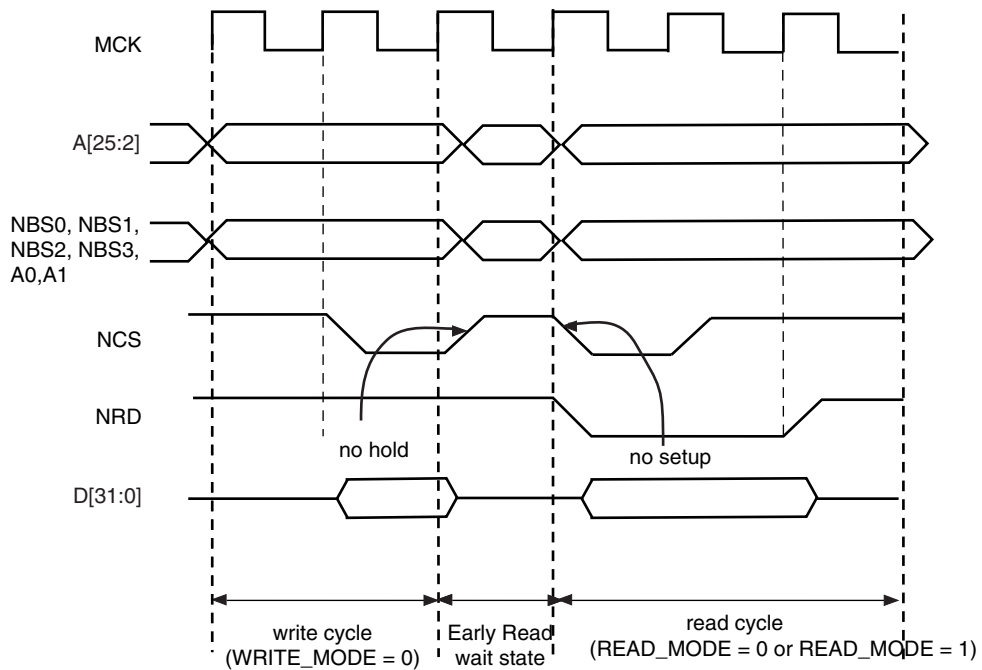 MCK
A[25:2]
NBS0, NBS1,
NBS2, NBS3,
A0,A1
NCS
NRD
no hold
no setup
D[31:0]
write cycle
(WRITE_MODE = 0)
Early Read
wait state
read cycle
(READ_MODE = 0 or READ_MODE = 1)